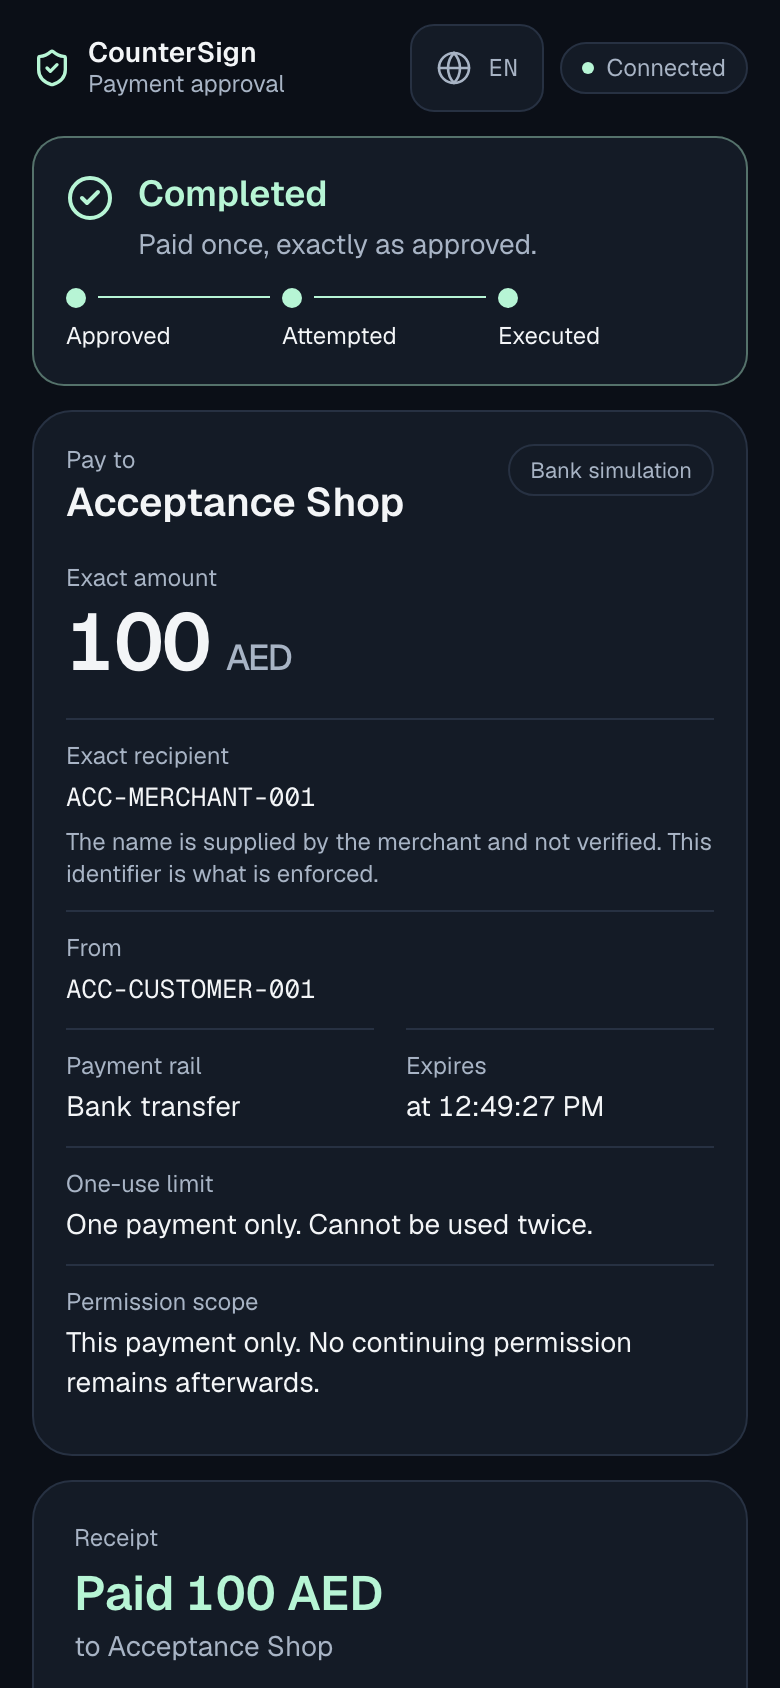 CounterSign
Payment approval
EN
Connected
Completed
Paid once, exactly as approved.
Approved
Attempted
Executed
Pay to
Bank simulation
Acceptance Shop
Exact amount
100 AED
Exact recipient
ACC-MERCHANT-001
The name is supplied by the merchant and not verified. This
identifier is what is enforced.
From
ACC-CUSTOMER-001
Payment rail
Bank transfer
Expires
at 12:49:27 PM
One-use limit
One payment only. Cannot be used twice.
Permission scope
This payment only. No continuing permission
remains afterwards.
Receipt
Paid 100 AED
to Acceptance Shop